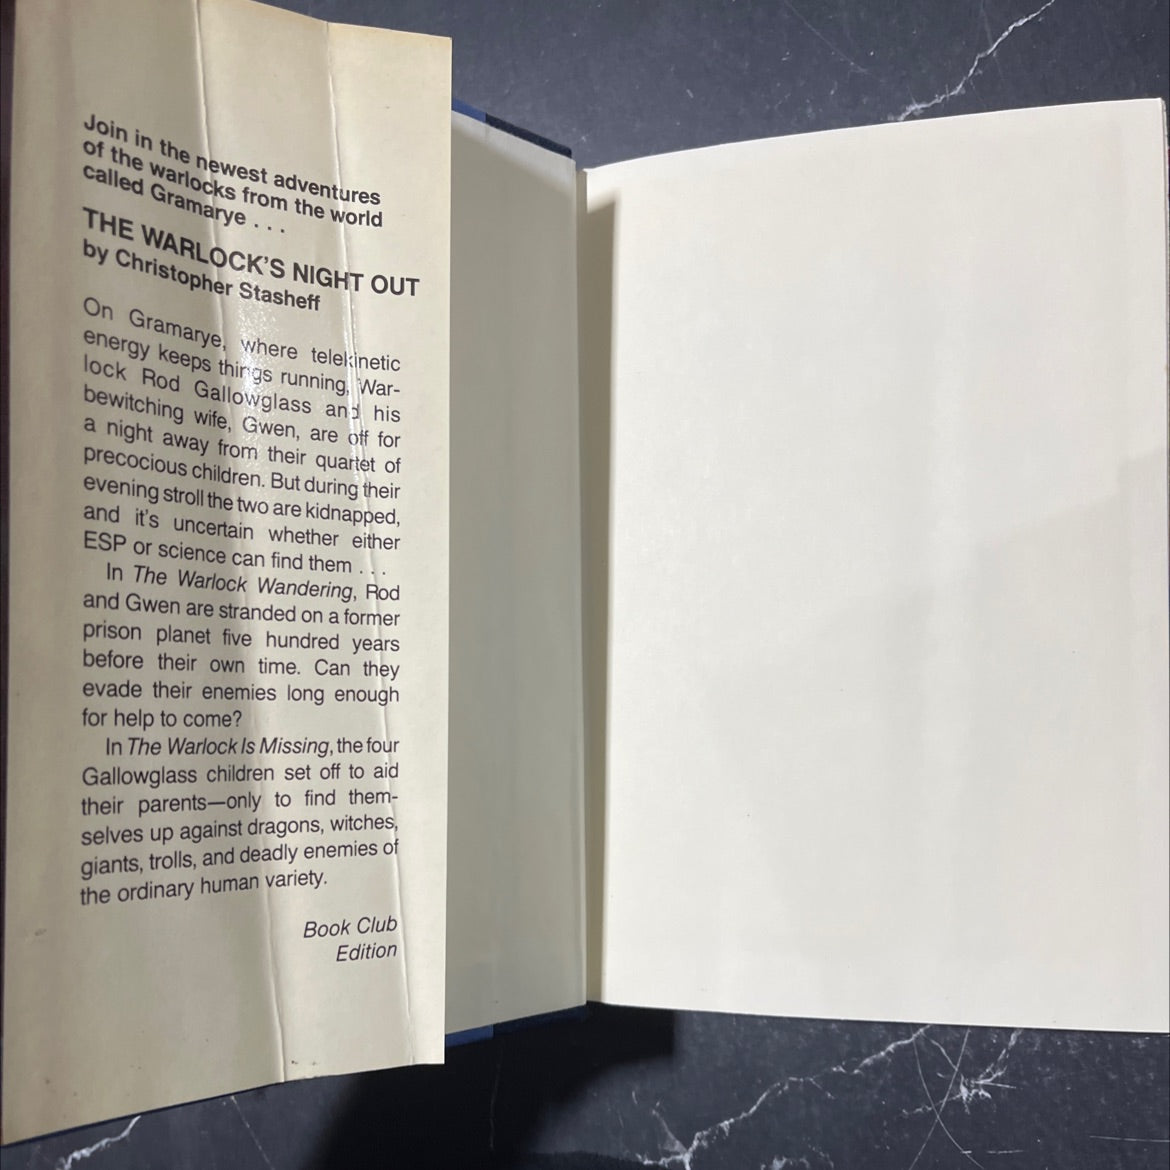 Join in the newest adventures
of the warlocks from the world
called Gramarye . . .
THE WARLOCK'S NIGHT OUT
by Christopher Stasheff
On Gramarye, where telekinetic
energy keeps things running, War-
lock Rod Gallowglass and his
bewitching wife, Gwen, are off for
a night away from their quartet of
precocious children. But during their
evening stroll the two are kidnapped,
and it's uncertain whether either
ESP or science can find them . . .
In The Warlock Wandering, Rod
and Gwen are stranded on a former
prison planet five hundred years
before their own time. Can they
evade their enemies long enough
for help to come?
In The Warlock Is Missing, the four
Gallowglass children set off to aid
their parents—only to find them-
selves up against dragons, witches,
giants, trolls, and deadly enemies of
the ordinary human variety.
Book Club
Edition